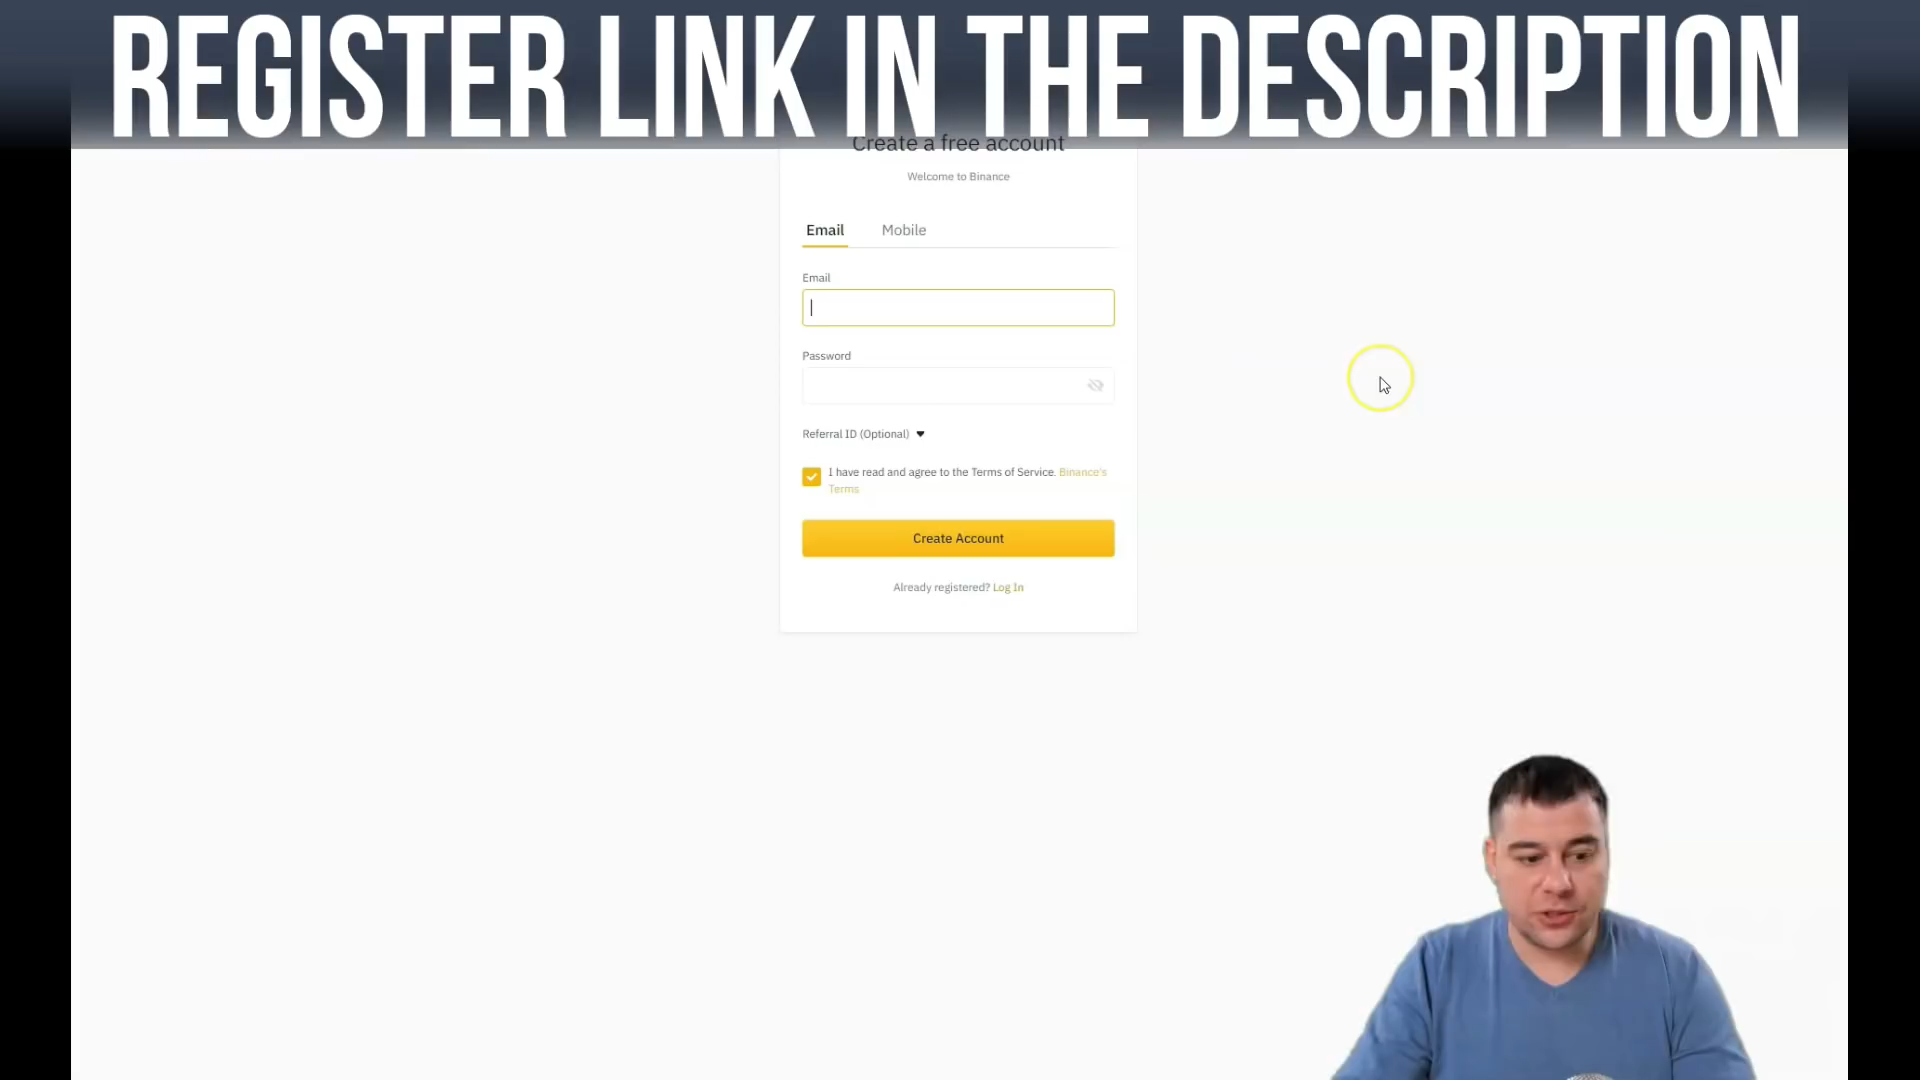 REGISTER LINK IN THE DESCRIPTION
Create a free account
Welcome to Binance
Email Mobile
Email
Password
Referral ID (Optional)
I have read and agree to the Terms of Service. Binance's
Terms
Create Account
Already registered? Log In